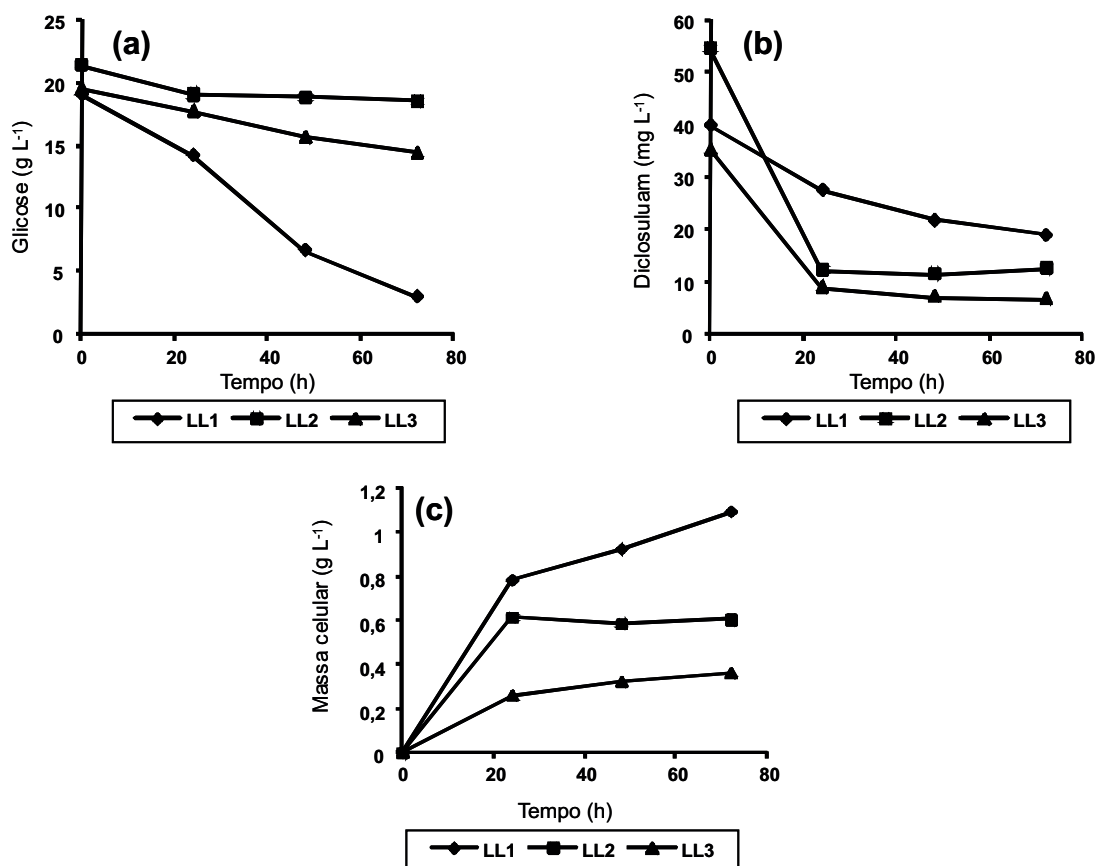 (a)
Glicose (g L-1)
25
20
15
10
5
0
0 20 40 60 80
Tempo (h)
LL1 LL2 LL3
(b)
Diclosuluam (mg L-1)
60
50
40
30
20
10
0
0 20 40 60 80
Tempo (h)
LL1 LL2 LL3
(c)
Massa celular (g L-1)
1,2
1
0,8
0,6
0,4
0,2
0
0 20 40 60 80
Tempo (h)
LL1 LL2 LL3